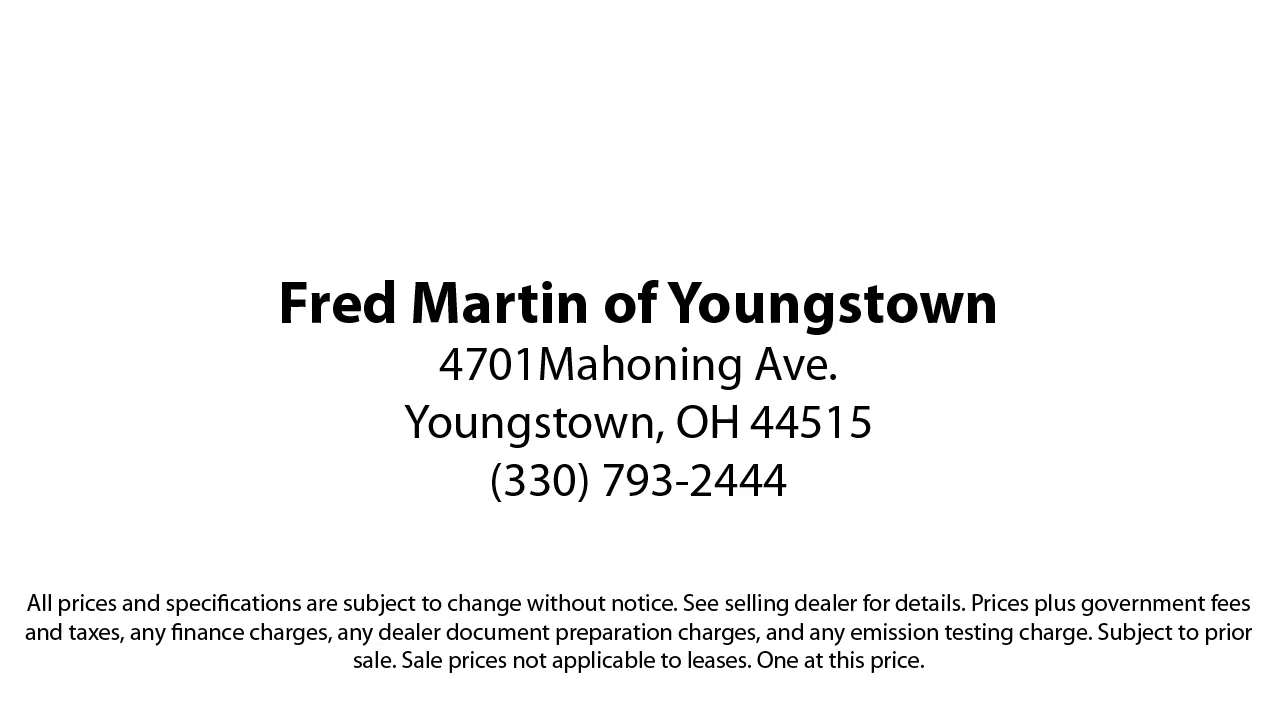 Fred Martin of Youngstown
4701Mahoning Ave.
Youngstown, OH 44515
(330) 793-2444
All prices and specifications are subject to change without notice. See selling dealer for details. Prices plus government fees
and taxes, any finance charges, any dealer document preparation charges, and any emission testing charge. Subject to prior
sale. Sale prices not applicable to leases. One at this price.